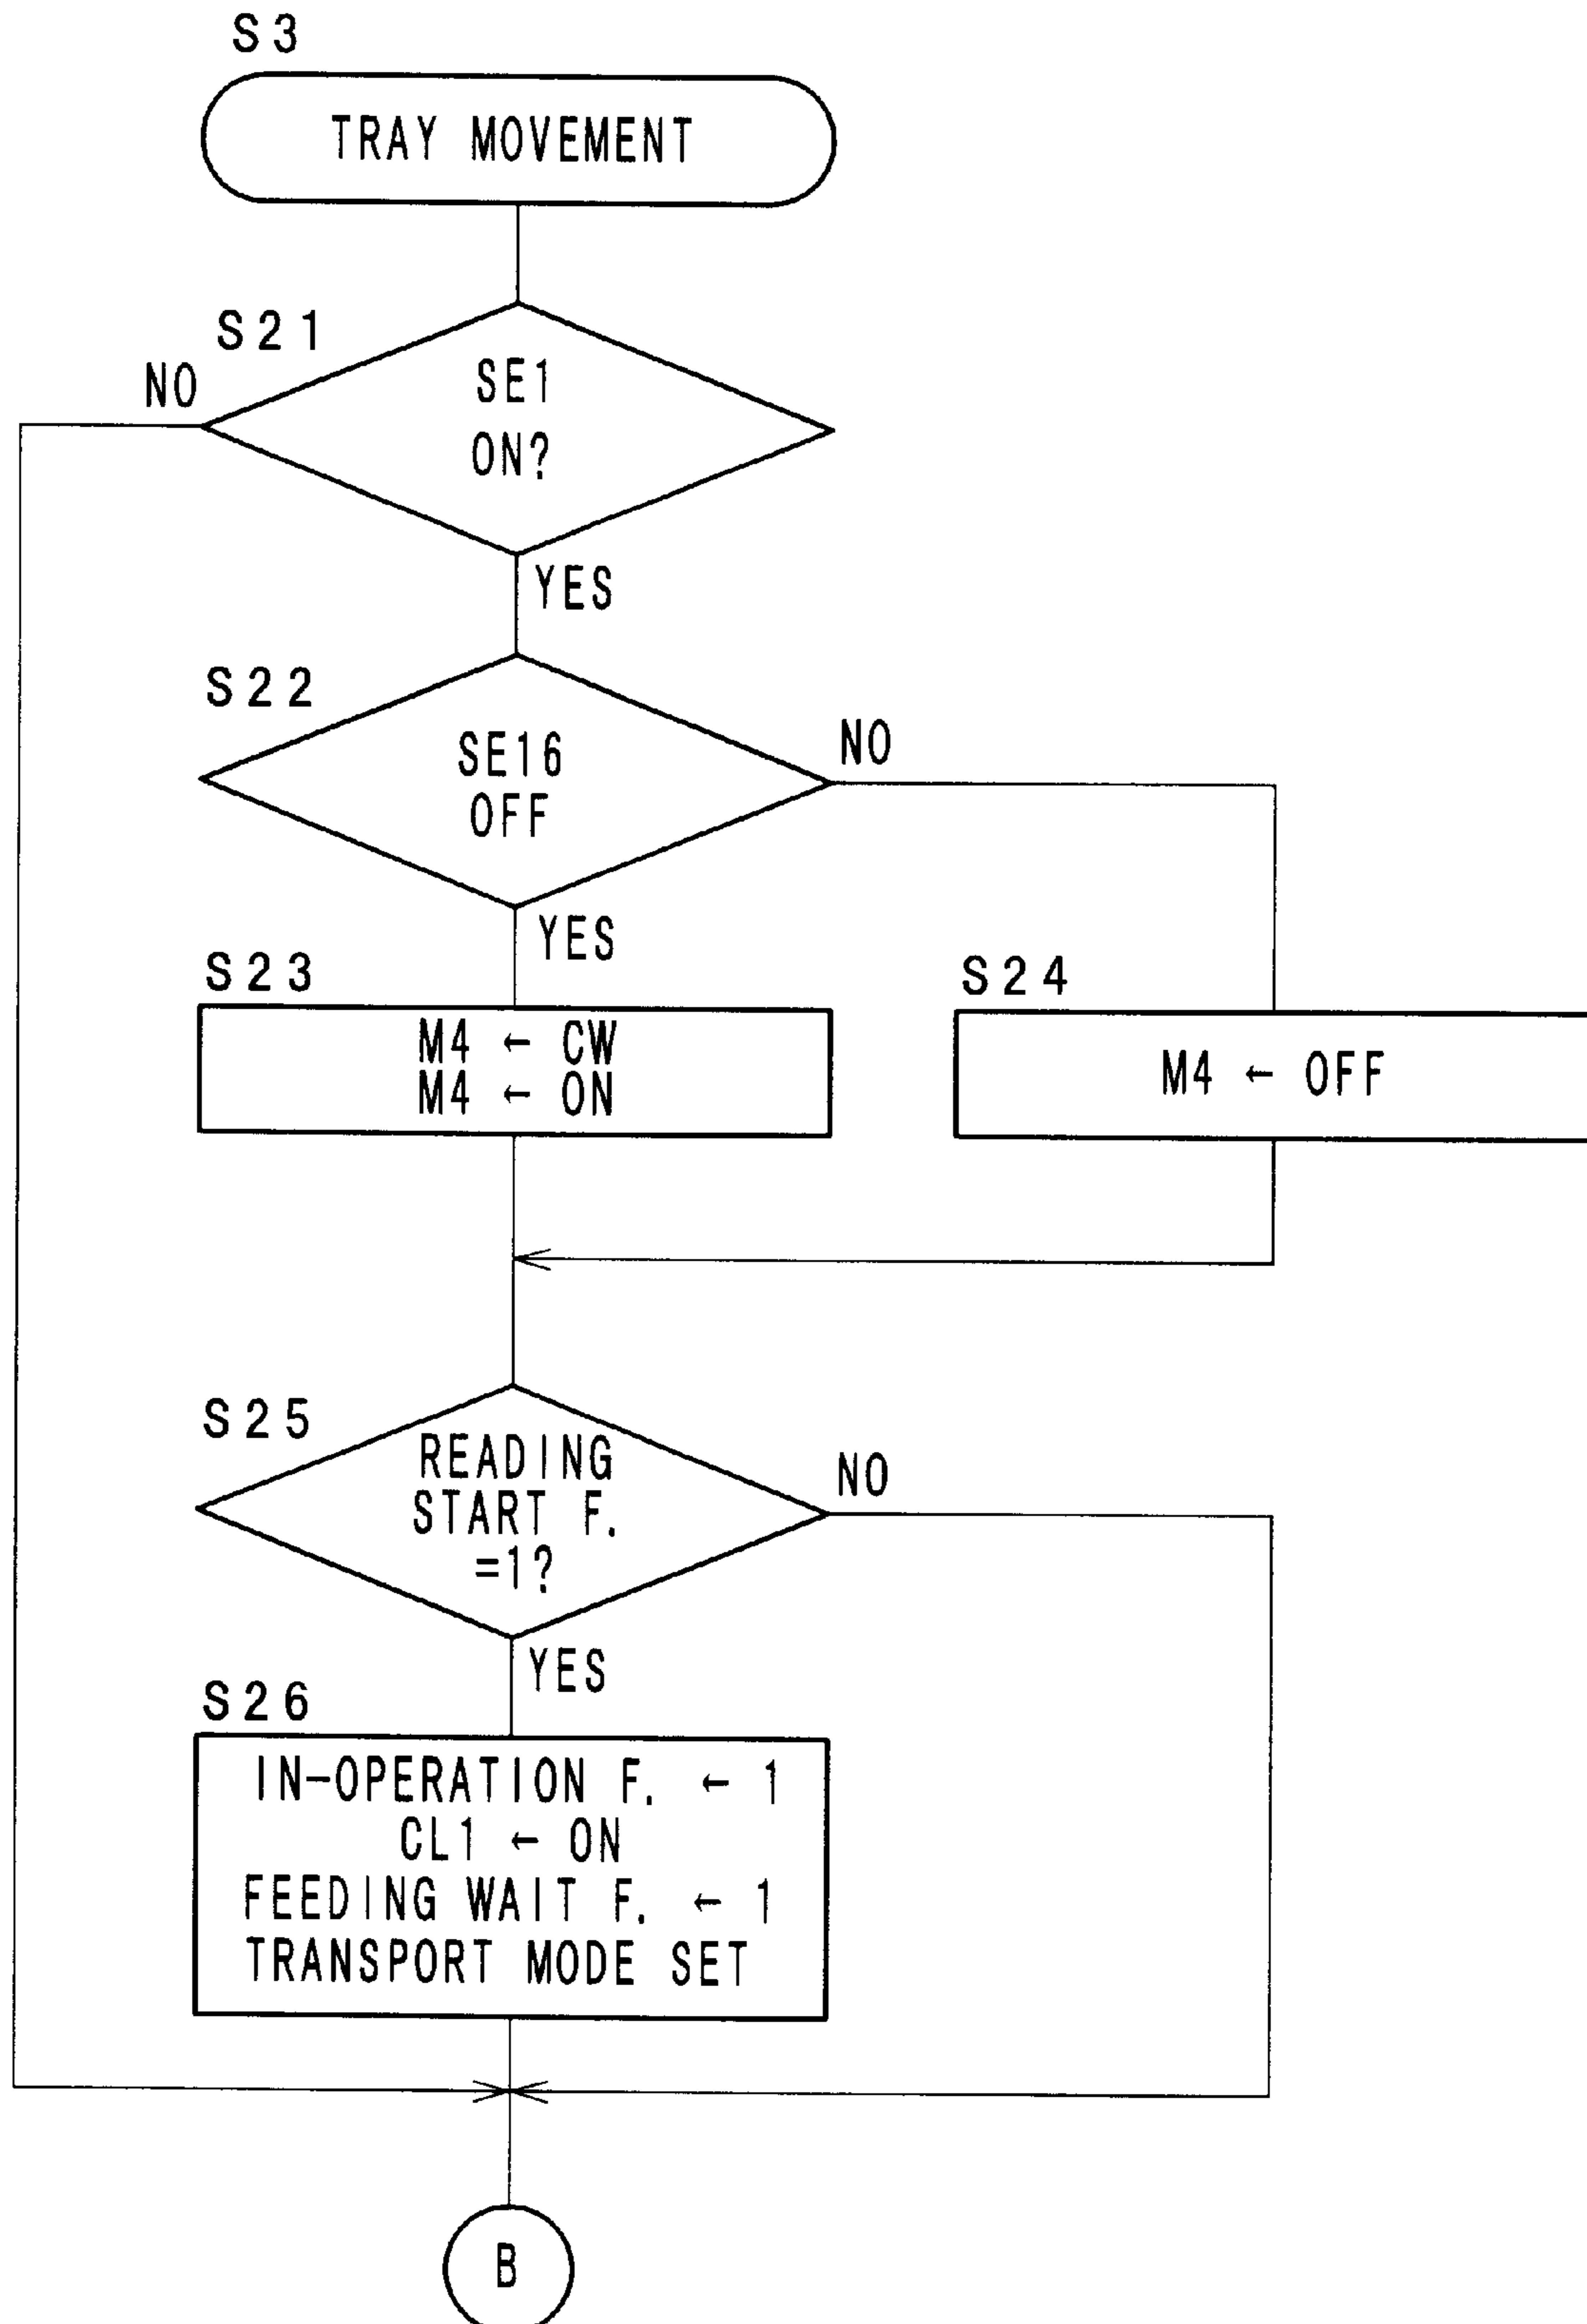 S3
TRAY MOVEMENT
S21
NO
SE1
ON?
YES
S22
SE16
OFF
NO
YES
S23
M4 ← CW
M4 ← ON
S24
M4 ← OFF
S25
READING
START F.
=1?
NO
YES
S26
IN-OPERATION F. ← 1
CL1 ← ON
FEEDING WAIT F. ← 1
TRANSPORT MODE SET
B